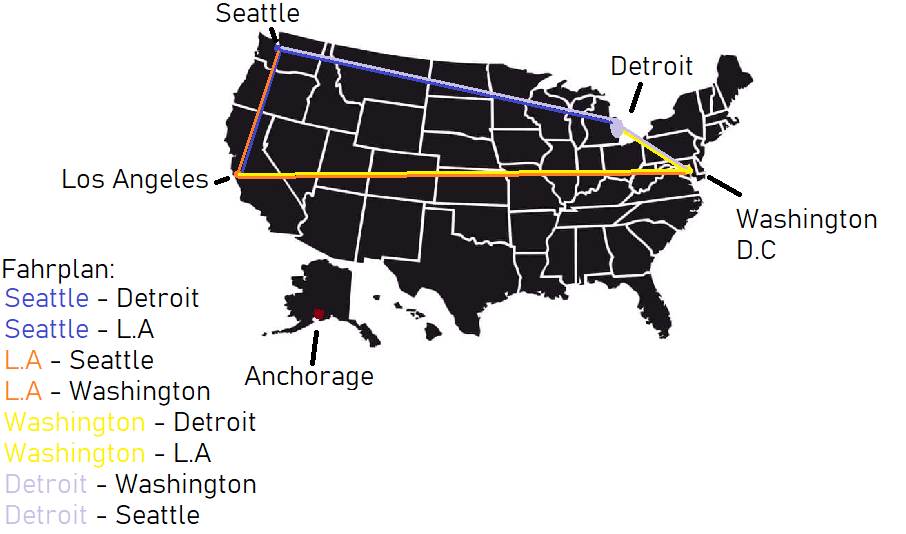 Seattle
Detroit
Los Angeles
Washington
D.C
Fahrplan:
Seattle - Detroit
Seattle - L.A
L.A - Seattle
L.A - Washington
Washington - Detroit
Washington - L.A
Detroit - Washington
Detroit - Seattle
Anchorage